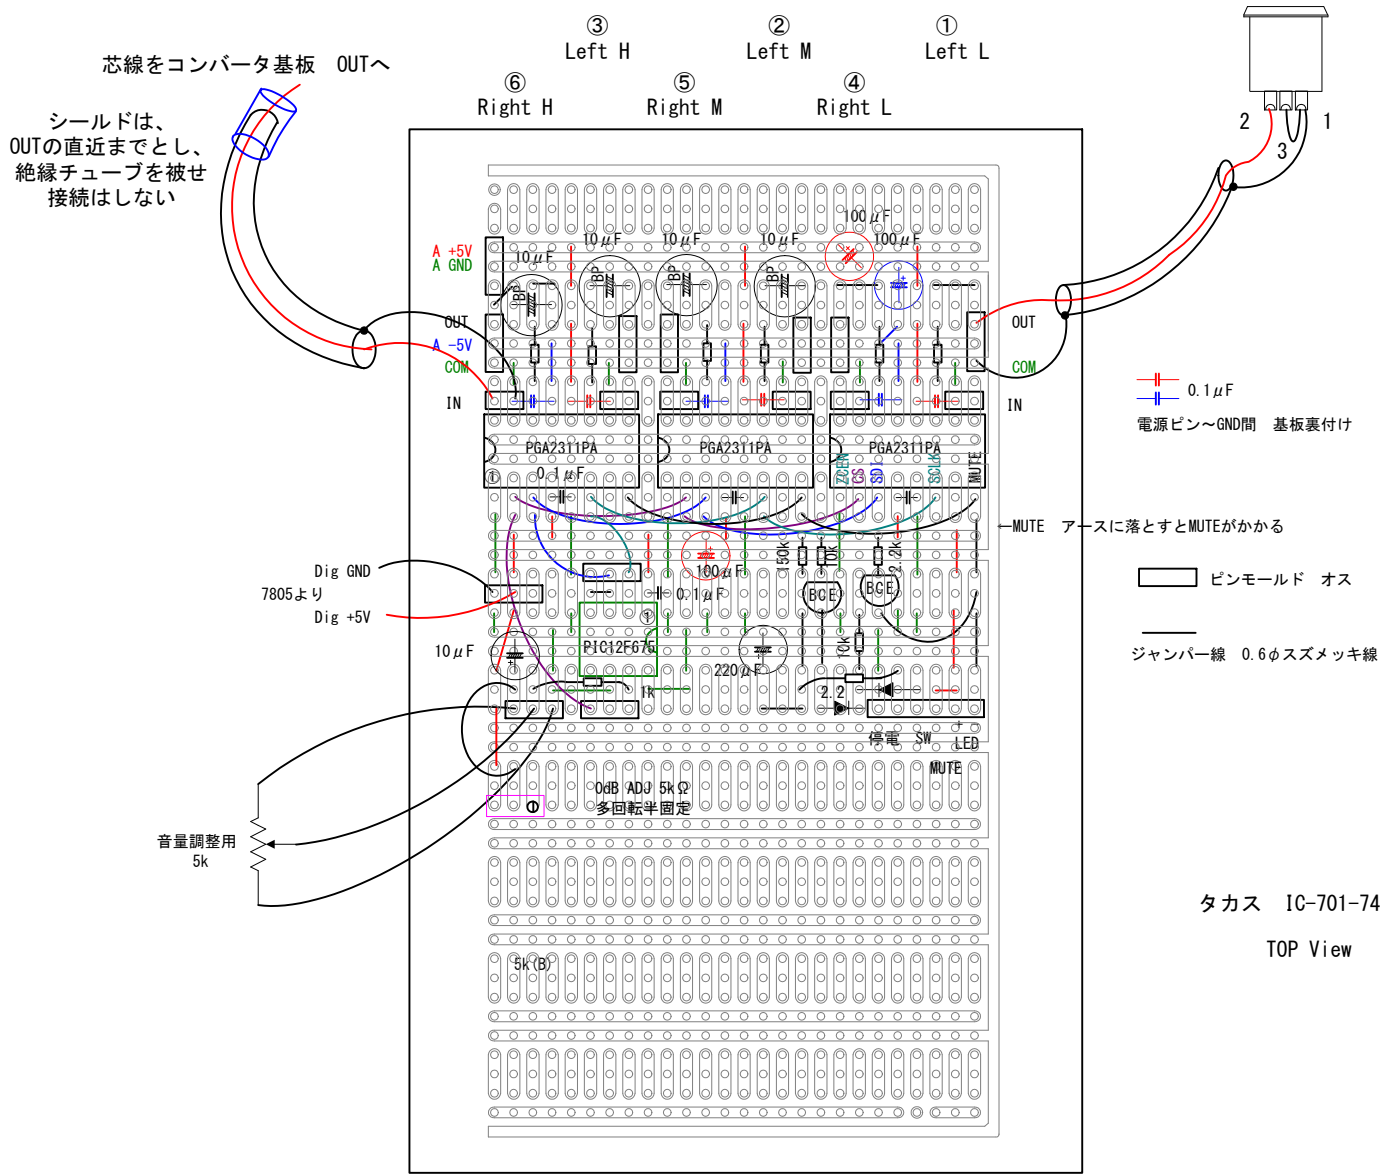 ③
Left H
②
Left M
①
Left L
芯線をコンバータ基板　OUTへ
⑥
Right H
⑤
Right M
④
Right L
シールドは、
OUTの直近までとし、
絶縁チューブを被せ
接続はしない
2
1
3
100μF
10μF
10μF
10μF
100μF
10μF
A +5V
A GND
BP
BP
BP
BP
OUT
A -5V
COM
IN
OUT
COM
IN
0.1μF
電源ピン～GND間　基板裏付け
PGA2311PA
PGA2311PA
PGA2311PA
①
0.1μF
ZCEN
CS
SDI
SCLK
MUTE
←MUTE　アースに落とすとMUTEがかかる
150k
10k
2.2k
100μF
Dig GND
7805より
Dig +5V
0.1μF
BCE
BCE
ピンモールド　オス
①
PIC12F675
10μF
220μF
10k
ジャンパー線　0.6φスズメッキ線
1k
2.2
+ -
停電　SW
LED
MUTE
0dB ADJ 5kΩ
多回転半固定
音量調整用
5k
タカス　IC-701-74
TOP View
5k(B)